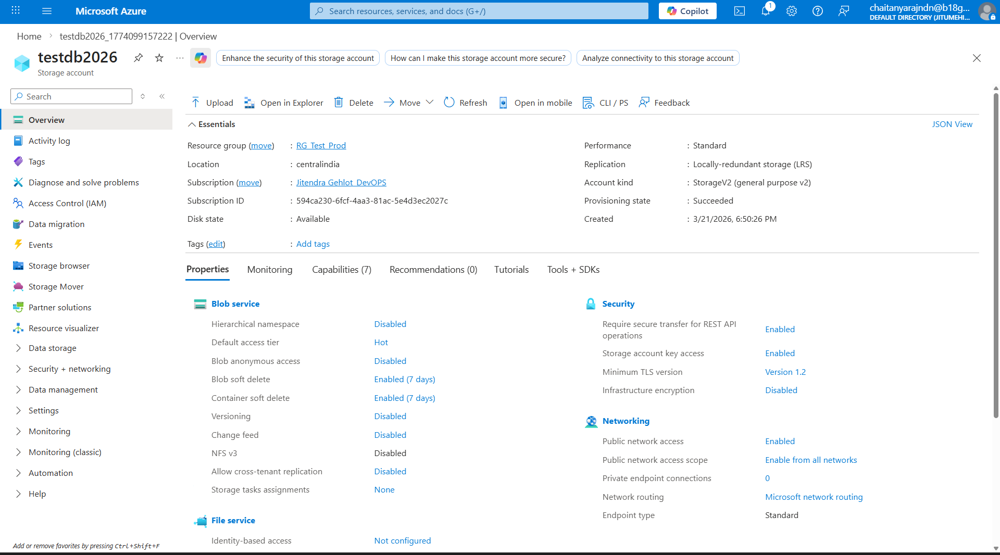 Microsoft Azure
Search resources, services, and docs (G+/)
Copilot
1
chaitanyarajndn@b18g...
DEFAULT DIRECTORY (JITUMEHI...
Home
testdb2026_1774099157222 | Overview
testdb2026
Storage account
Enhance the security of this storage account
How can I make this storage account more secure?
Analyze connectivity to this storage account
Search
Overview
Activity log
Tags
Diagnose and solve problems
Access Control (IAM)
Data migration
Events
Storage browser
Storage Mover
Partner solutions
Resource visualizer
Data storage
Security + networking
Data management
Settings
Monitoring
Monitoring (classic)
Automation
Help
Add or remove favorites by pressing Ctrl+Shift+F
Upload
Open in Explorer
Delete
Move
Refresh
Open in mobile
CLI / PS
Feedback
Essentials
JSON View
Resource group (move) : RG_Test_Prod
Location : centralindia
Subscription (move) : Jitendra Gehlot_DevOPS
Subscription ID : 594ca230-6fcf-4aa3-81ac-5e4d3ec2027c
Disk state : Available
Tags (edit) : Add tags
Performance : Standard
Replication : Locally-redundant storage (LRS)
Account kind : StorageV2 (general purpose v2)
Provisioning state : Succeeded
Created : 3/21/2026, 6:50:26 PM
Properties
Monitoring
Capabilities (7)
Recommendations (0)
Tutorials
Tools + SDKs
Blob service
Hierarchical namespace Disabled
Default access tier Hot
Blob anonymous access Disabled
Blob soft delete Enabled (7 days)
Container soft delete Enabled (7 days)
Versioning Disabled
Change feed Disabled
NFS v3 Disabled
Allow cross-tenant replication Disabled
Storage tasks assignments None
File service
Identity-based access Not configured
Security
Require secure transfer for REST API
operations Enabled
Storage account key access Enabled
Minimum TLS version Version 1.2
Infrastructure encryption Disabled
Networking
Public network access Enabled
Public network access scope Enable from all networks
Private endpoint connections 0
Network routing Microsoft network routing
Endpoint type Standard